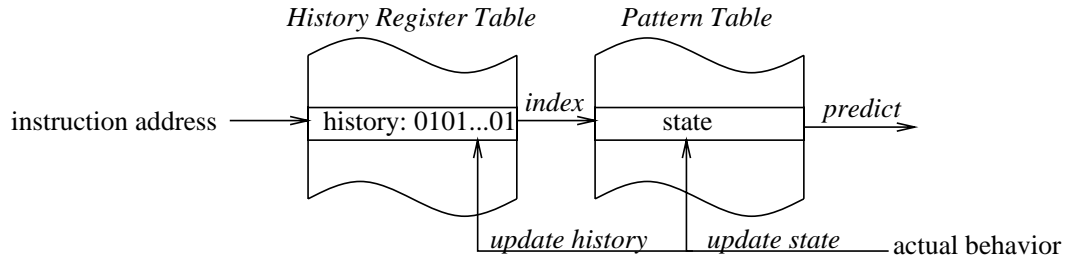 History Register Table
Pattern Table
instruction address
history: 0101...01
index
state
predict
update history
update state
actual behavior